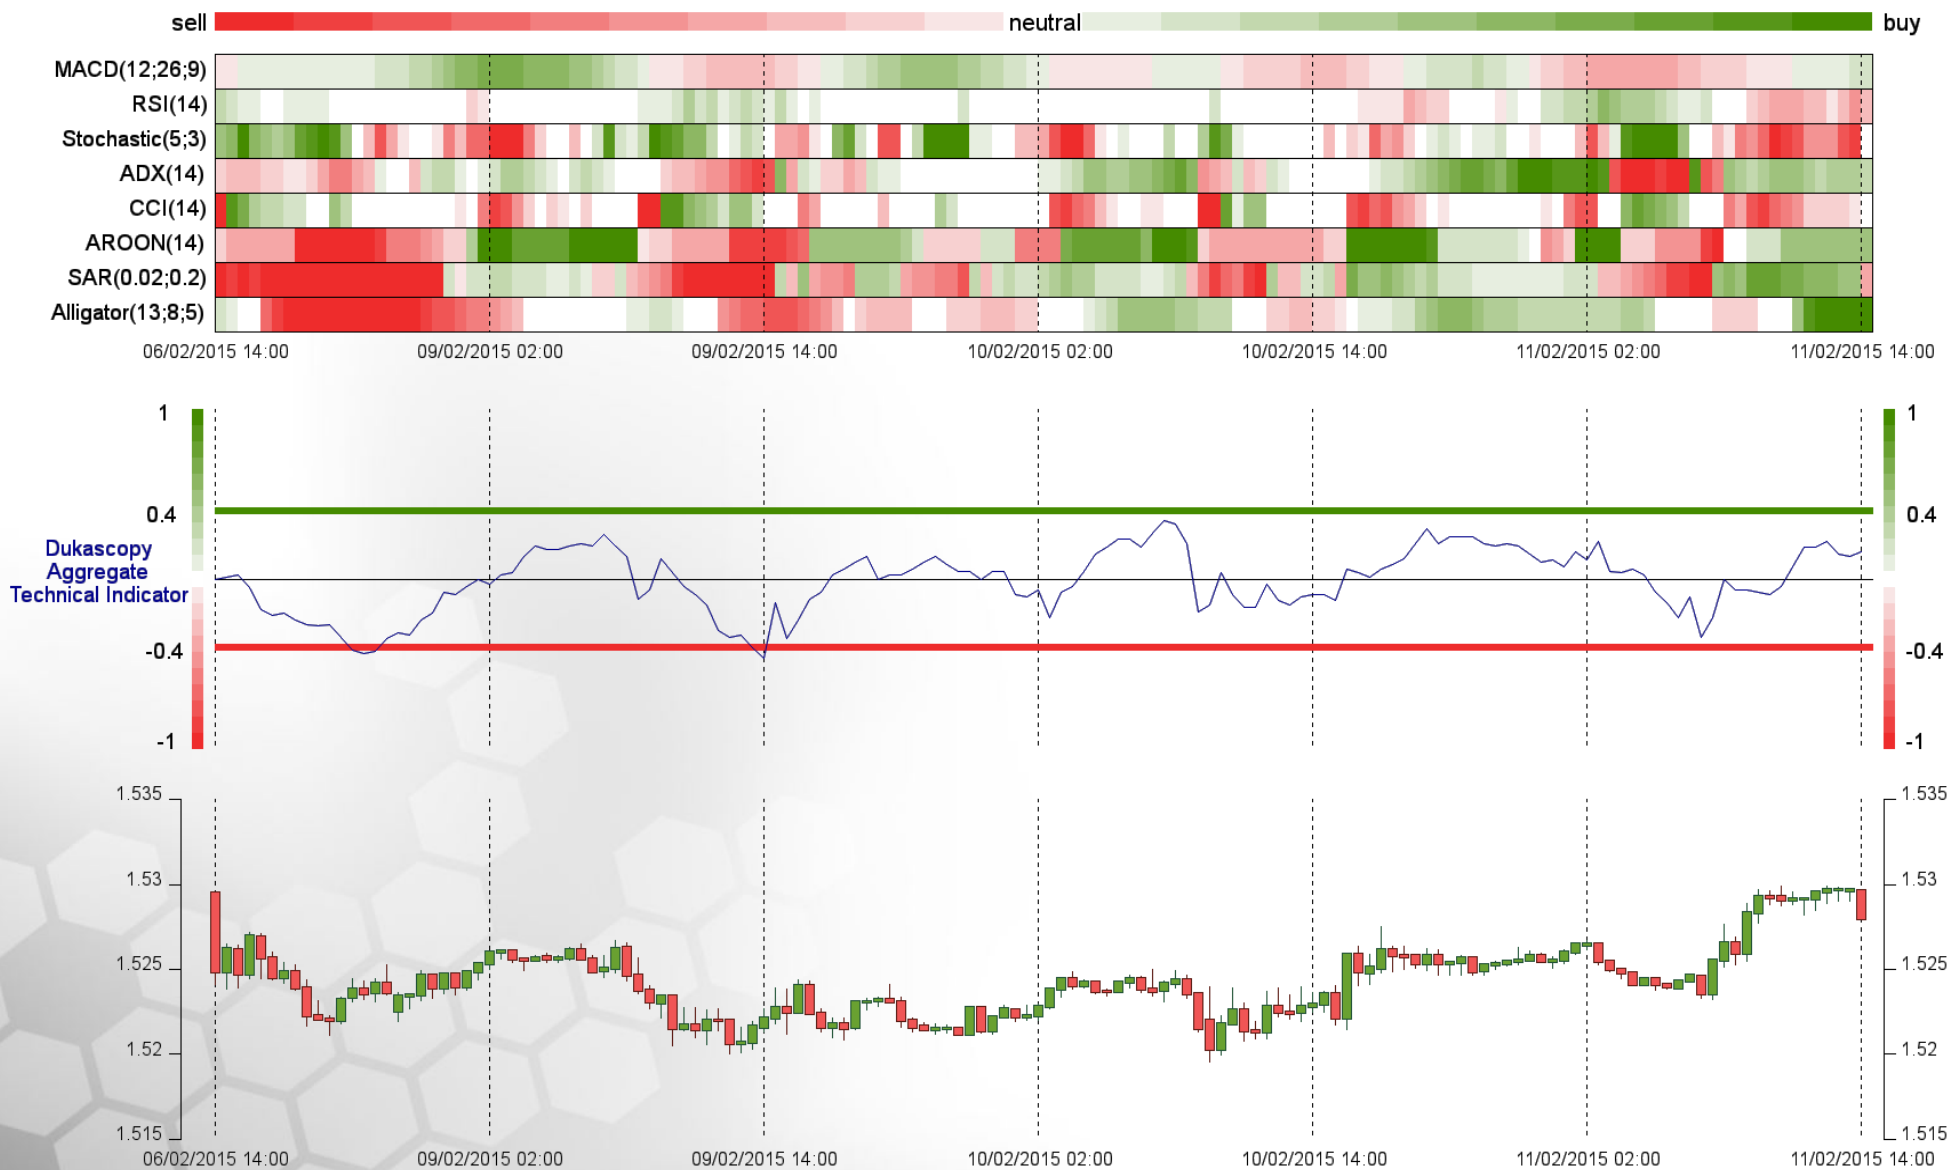 sell neutral buy
MACD(12;26;9)
RSI(14)
Stochastic(5;3)
ADX(14)
CCI(14)
AROON(14)
SAR(0.02;0.2)
Alligator(13;8;5)
06/02/2015 14:00 09/02/2015 02:00 09/02/2015 14:00 10/02/2015 02:00 10/02/2015 14:00 11/02/2015 02:00 11/02/2015 14:00
1 1
0.4 0.4
Dukascopy
Aggregate
Technical Indicator
-0.4 -0.4
-1 -1
1.535 1.535
1.53 1.53
1.525 1.525
1.52 1.52
1.515 1.515
06/02/2015 14:00 09/02/2015 02:00 09/02/2015 14:00 10/02/2015 02:00 10/02/2015 14:00 11/02/2015 02:00 11/02/2015 14:00